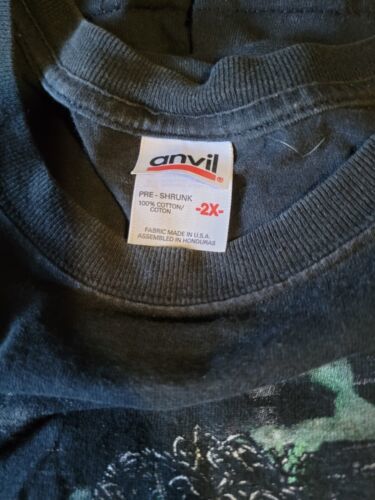 anvil®
PRE-SHRUNK
100% COTTON/
COTON
-2X-
FABRIC MADE IN U.S.A.
ASSEMBLED IN HONDURAS